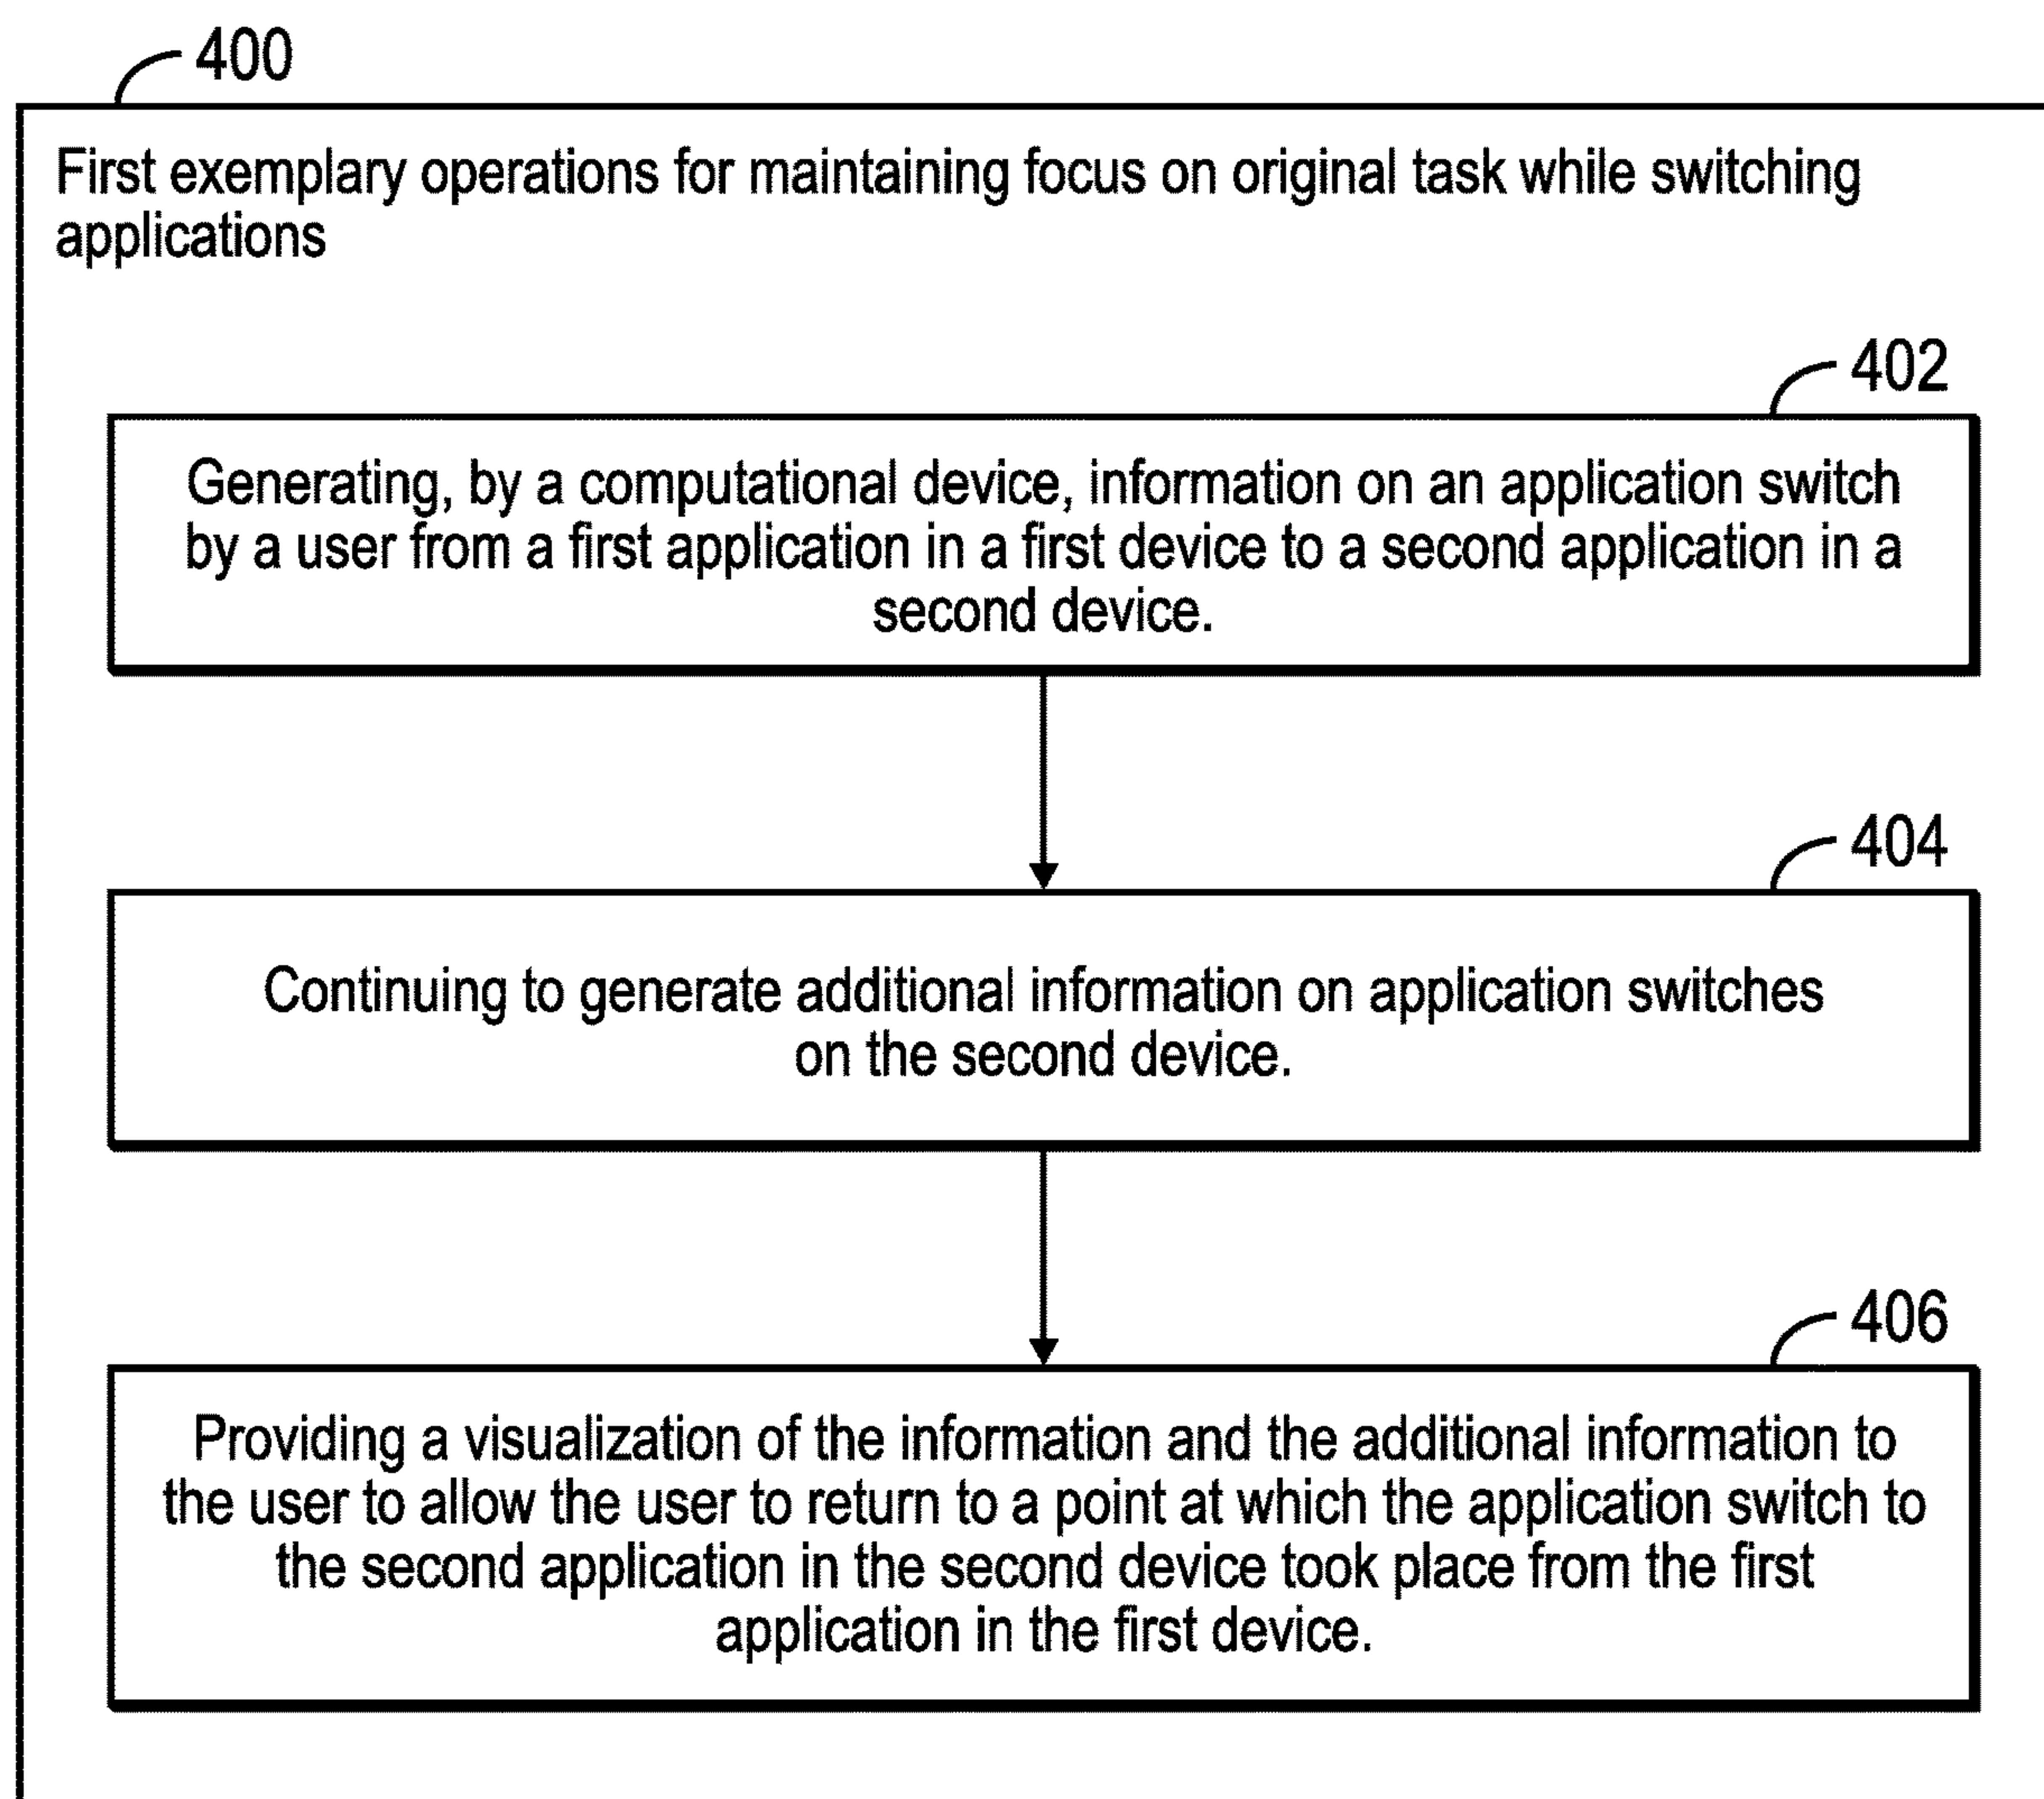 400
First exemplary operations for maintaining focus on original task while switching
applications
402
Generating, by a computational device, information on an application switch
by a user from a first application in a first device to a second application in a
second device.
404
Continuing to generate additional information on application switches
on the second device.
406
Providing a visualization of the information and the additional information to
the user to allow the user to return to a point at which the application switch to
the second application in the second device took place from the first
application in the first device.